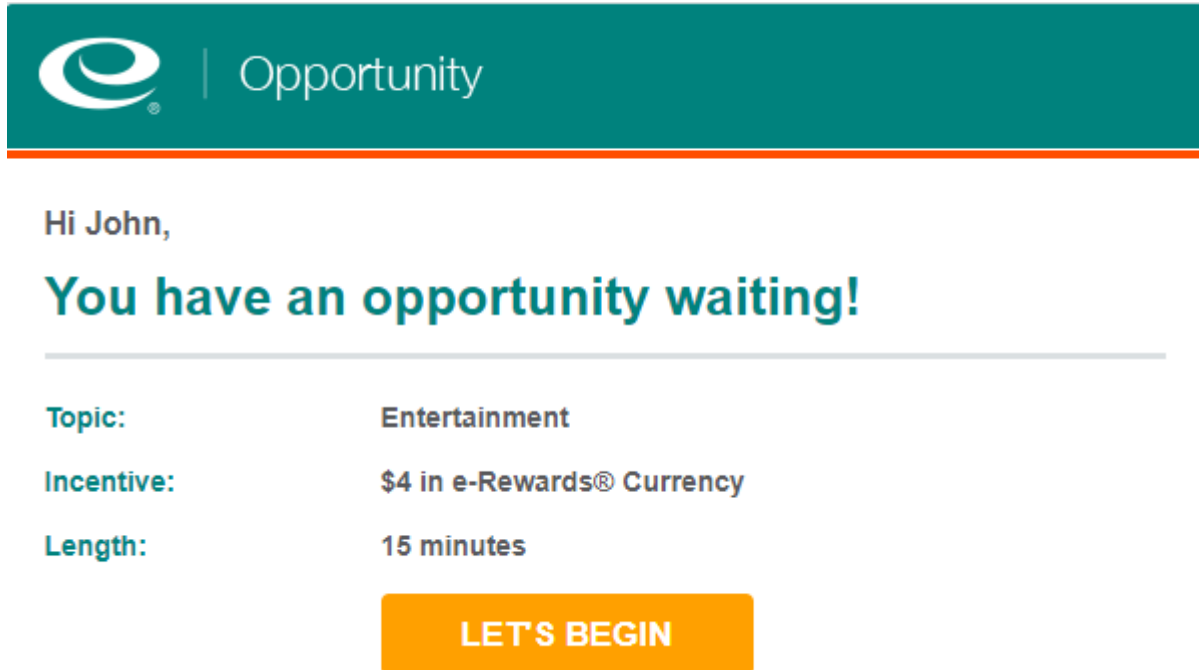 e® | Opportunity
Hi John,
You have an opportunity waiting!
Topic: Entertainment
Incentive: $4 in e-Rewards® Currency
Length: 15 minutes
LET'S BEGIN